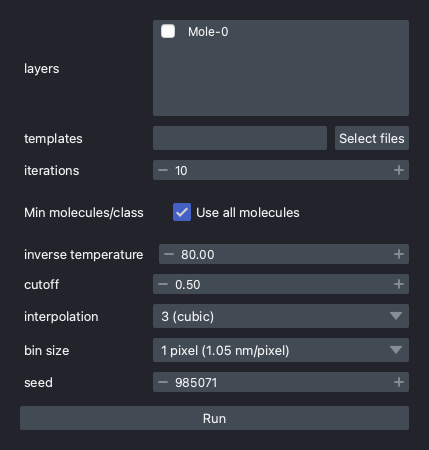 layers
Mole-0
templates
Select files
iterations
10
Min molecules/class
Use all molecules
inverse temperature
80.00
cutoff
0.50
interpolation
3 (cubic)
bin size
1 pixel (1.05 nm/pixel)
seed
985071
Run